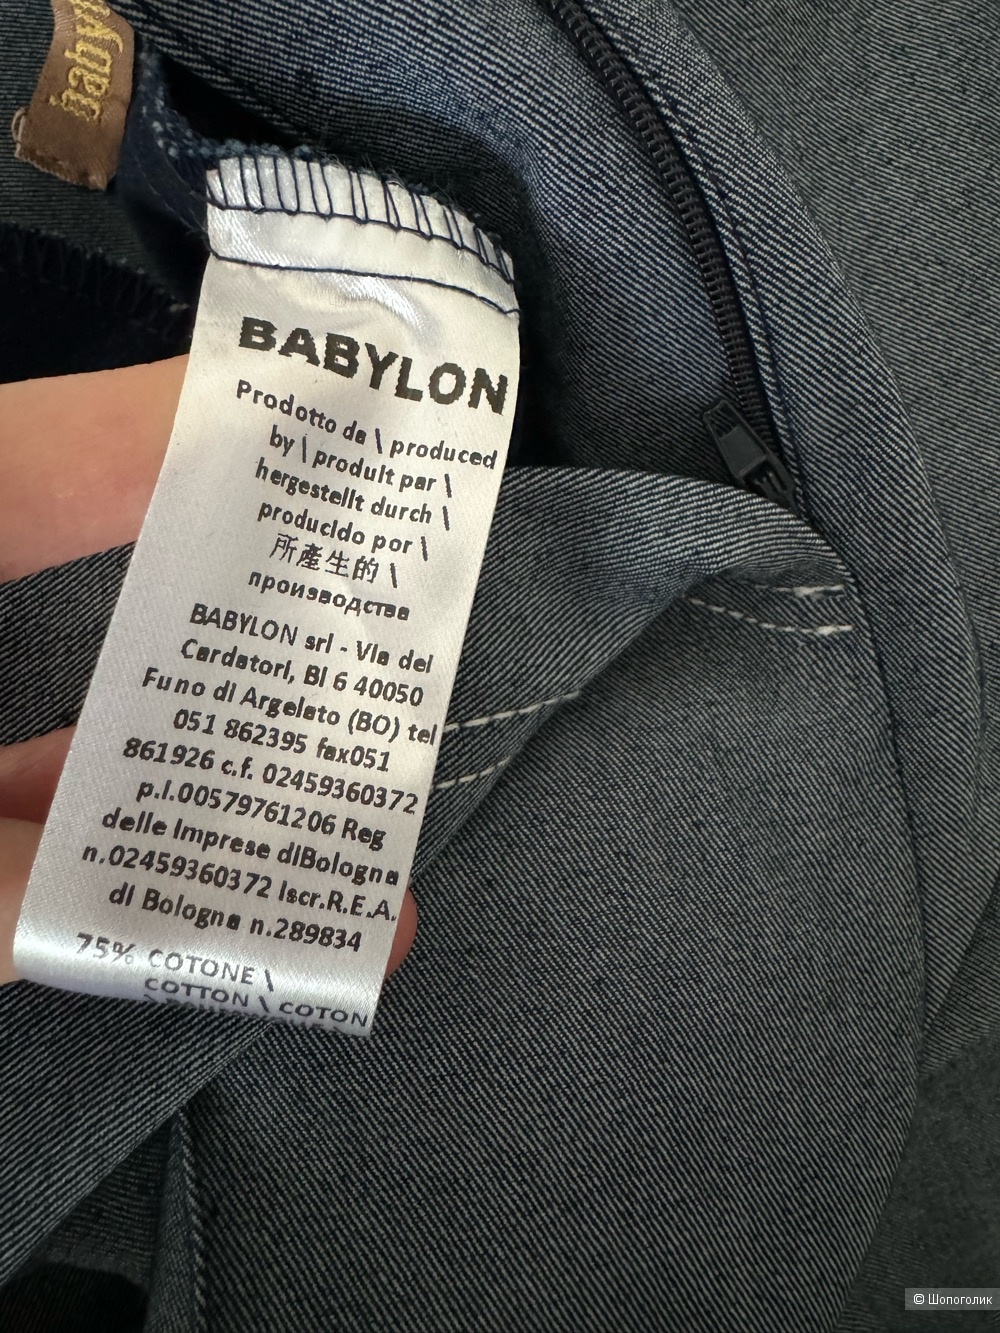 baby
BABYLON
Prodotto da \ produced
by \ produit par \
hergestellt durch \
producido por \
所產生的 \
производства
BABYLON srl - Via dei
Cardatori, Bl 6 40050
Funo di Argelato (BO) tel
051 862395 fax051
861926 c.f. 02459360372
p.I.00579761206 Reg
delle Imprese diBologna
n.02459360372 Iscr.R.E.A.
di Bologna n.289834
75% COTONE \
COTTON \ COTON
© Шопоголик